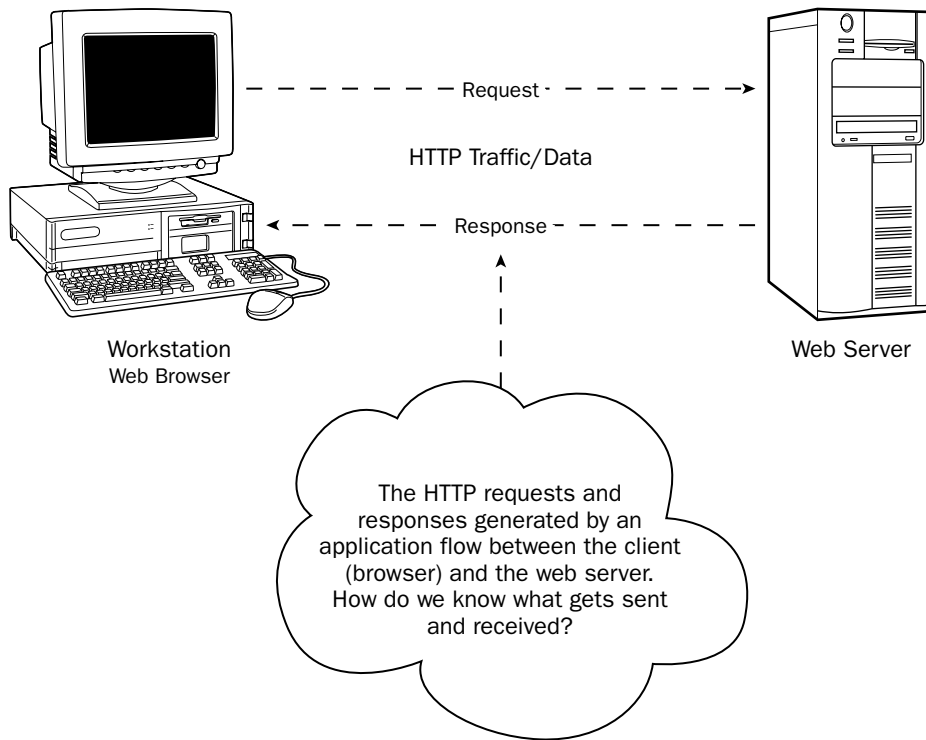 Request
HTTP Traffic/Data
Response
Workstation
Web Browser
Web Server
The HTTP requests and
responses generated by an
application flow between the client
(browser) and the web server.
How do we know what gets sent
and received?